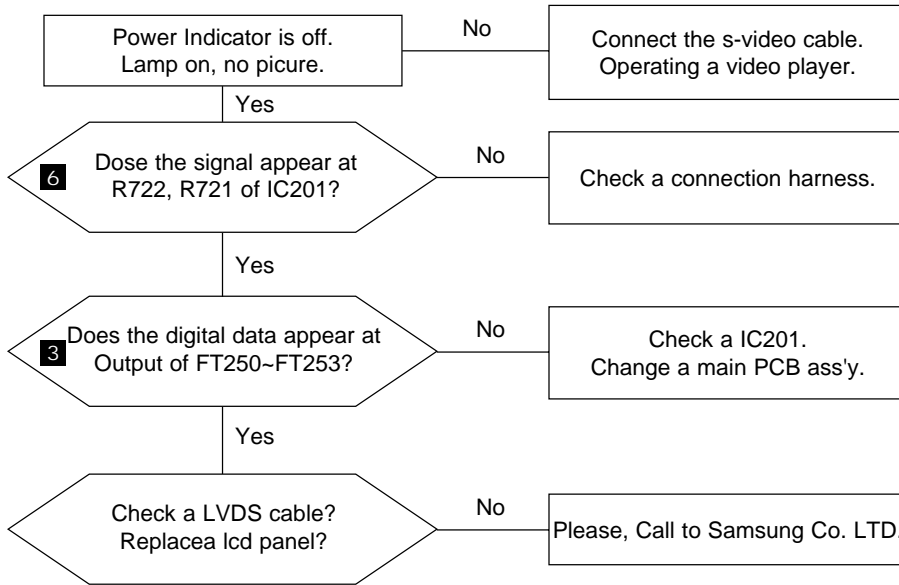 Power Indicator is off.
Lamp on, no picure.
No
Connect the s-video cable.
Operating a video player.
Yes
6
Dose the signal appear at
R722, R721 of IC201?
No
Check a connection harness.
Yes
3
Does the digital data appear at
Output of FT250~FT253?
No
Check a IC201.
Change a main PCB ass'y.
Yes
Check a LVDS cable?
Replacea lcd panel?
No
Please, Call to Samsung Co. LTD.